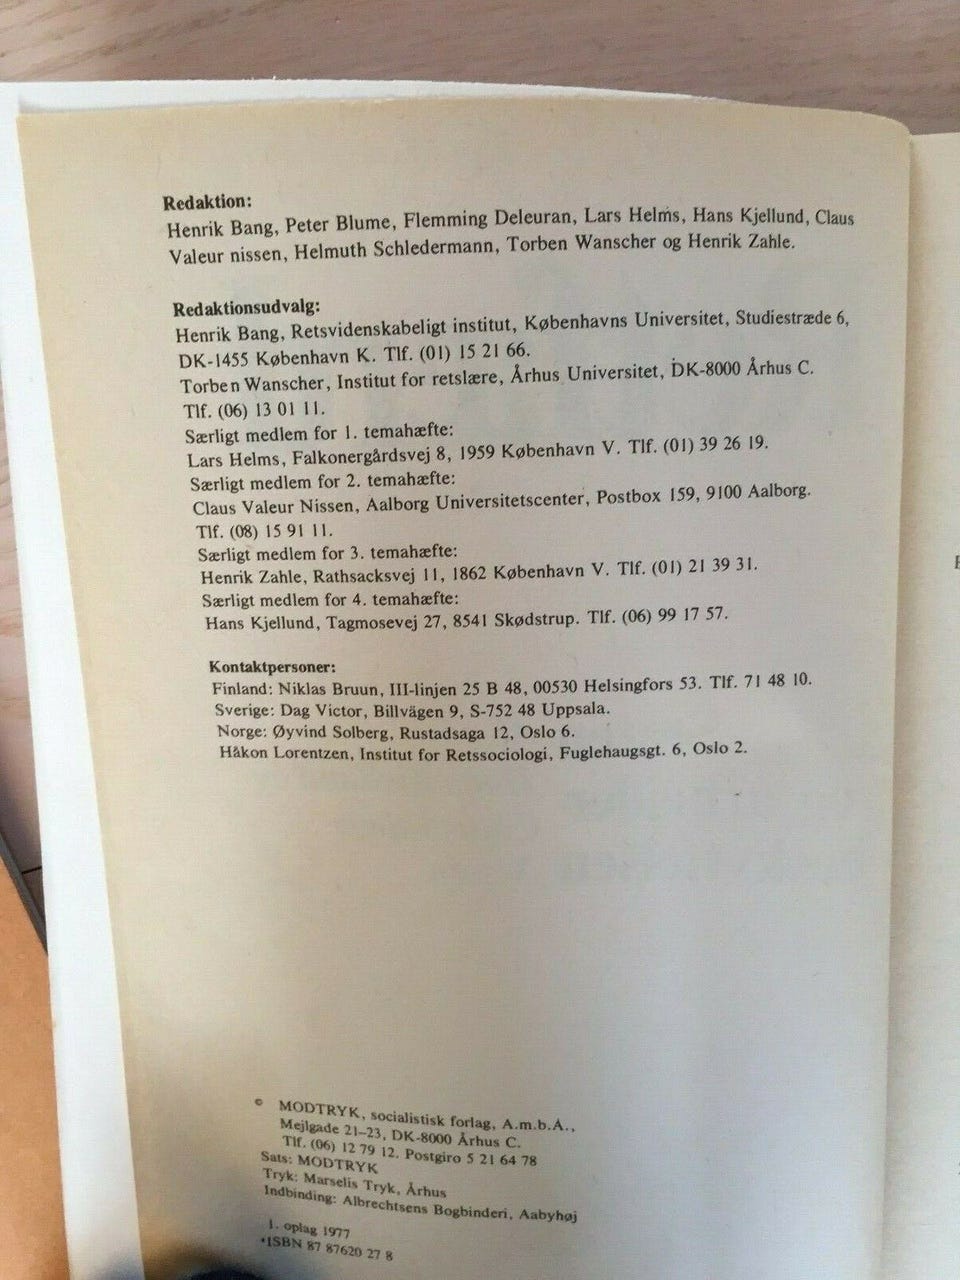 Redaktion:
Henrik Bang, Peter Blume, Flemming Deleuran, Lars Helms, Hans Kjellund, Claus
Valeur nissen, Helmuth Schledermann, Torben Wanscher og Henrik Zahle.
Redaktionsudvalg:
Henrik Bang, Retsvidenskabeligt institut, Københavns Universitet, Studiestræde 6,
DK-1455 København K. Tlf. (01) 15 21 66.
Torben Wanscher, Institut for retslære, Århus Universitet, DK-8000 Århus C.
Tlf. (06) 13 01 11.
Særligt medlem for 1. temahæfte:
Lars Helms, Falkonergårdsvej 8, 1959 København V. Tlf. (01) 39 26 19.
Særligt medlem for 2. temahæfte:
Claus Valeur Nissen, Aalborg Universitetscenter, Postbox 159, 9100 Aalborg.
Tlf. (08) 15 91 11.
Særligt medlem for 3. temahæfte:
Henrik Zahle, Rathsacksvej 11, 1862 København V. Tlf. (01) 21 39 31.
Særligt medlem for 4. temahæfte:
Hans Kjellund, Tagmosevej 27, 8541 Skødstrup. Tlf. (06) 99 17 57.
Kontaktpersoner:
Finland: Niklas Bruun, III-linjen 25 B 48, 00530 Helsingfors 53. Tlf. 71 48 10.
Sverige: Dag Victor, Billvägen 9, S-752 48 Uppsala.
Norge: Øyvind Solberg, Rustadsaga 12, Oslo 6.
Håkon Lorentzen, Institut for Retssociologi, Fuglehaugsgt. 6, Oslo 2.
© MODTRYK, socialistisk forlag, A.m.b.A.,
Mejlgade 21–23, DK-8000 Århus C.
Tlf. (06) 12 79 12. Postgiro 5 21 64 78
Sats: MODTRYK
Tryk: Marselis Tryk, Århus
Indbinding: Albrechtsens Bogbinderi, Aabyhøj
1. oplag 1977
ISBN 87 87620 27 8